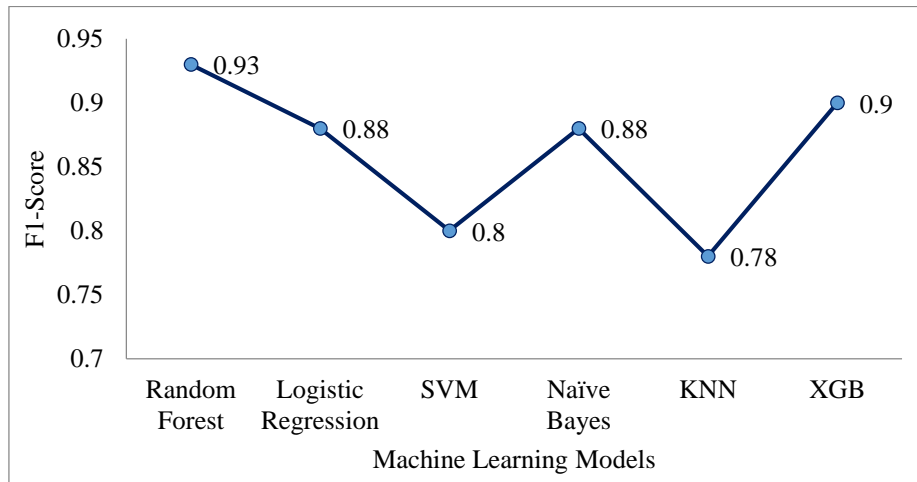 0.95
0.9
0.85
0.8
0.75
0.7
F1-Score
0.93
0.88
0.8
0.88
0.78
0.9
Random Forest
Logistic Regression
SVM
Naïve Bayes
KNN
XGB
Machine Learning Models